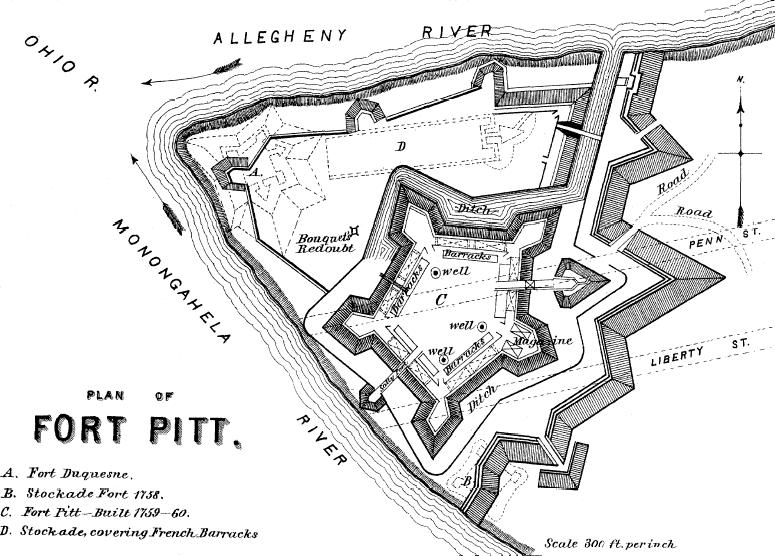 OHIO R.
ALLEGHENY RIVER
N.
D
A.
Road
Road
Ditch
Bouquets
Redoubt
PENN ST.
Barracks
well
Barracks
C
MONONGAHELA
RIVER
well
Magazine
well
Barracks
LIBERTY ST.
Ditch
B
PLAN OF
FORT PITT.
A. Fort Duquesne.
B. Stockade Fort 1758.
C. Fort Pitt—Built 1759—60.
D. Stockade, covering French Barracks
Scale 300 ft. per inch